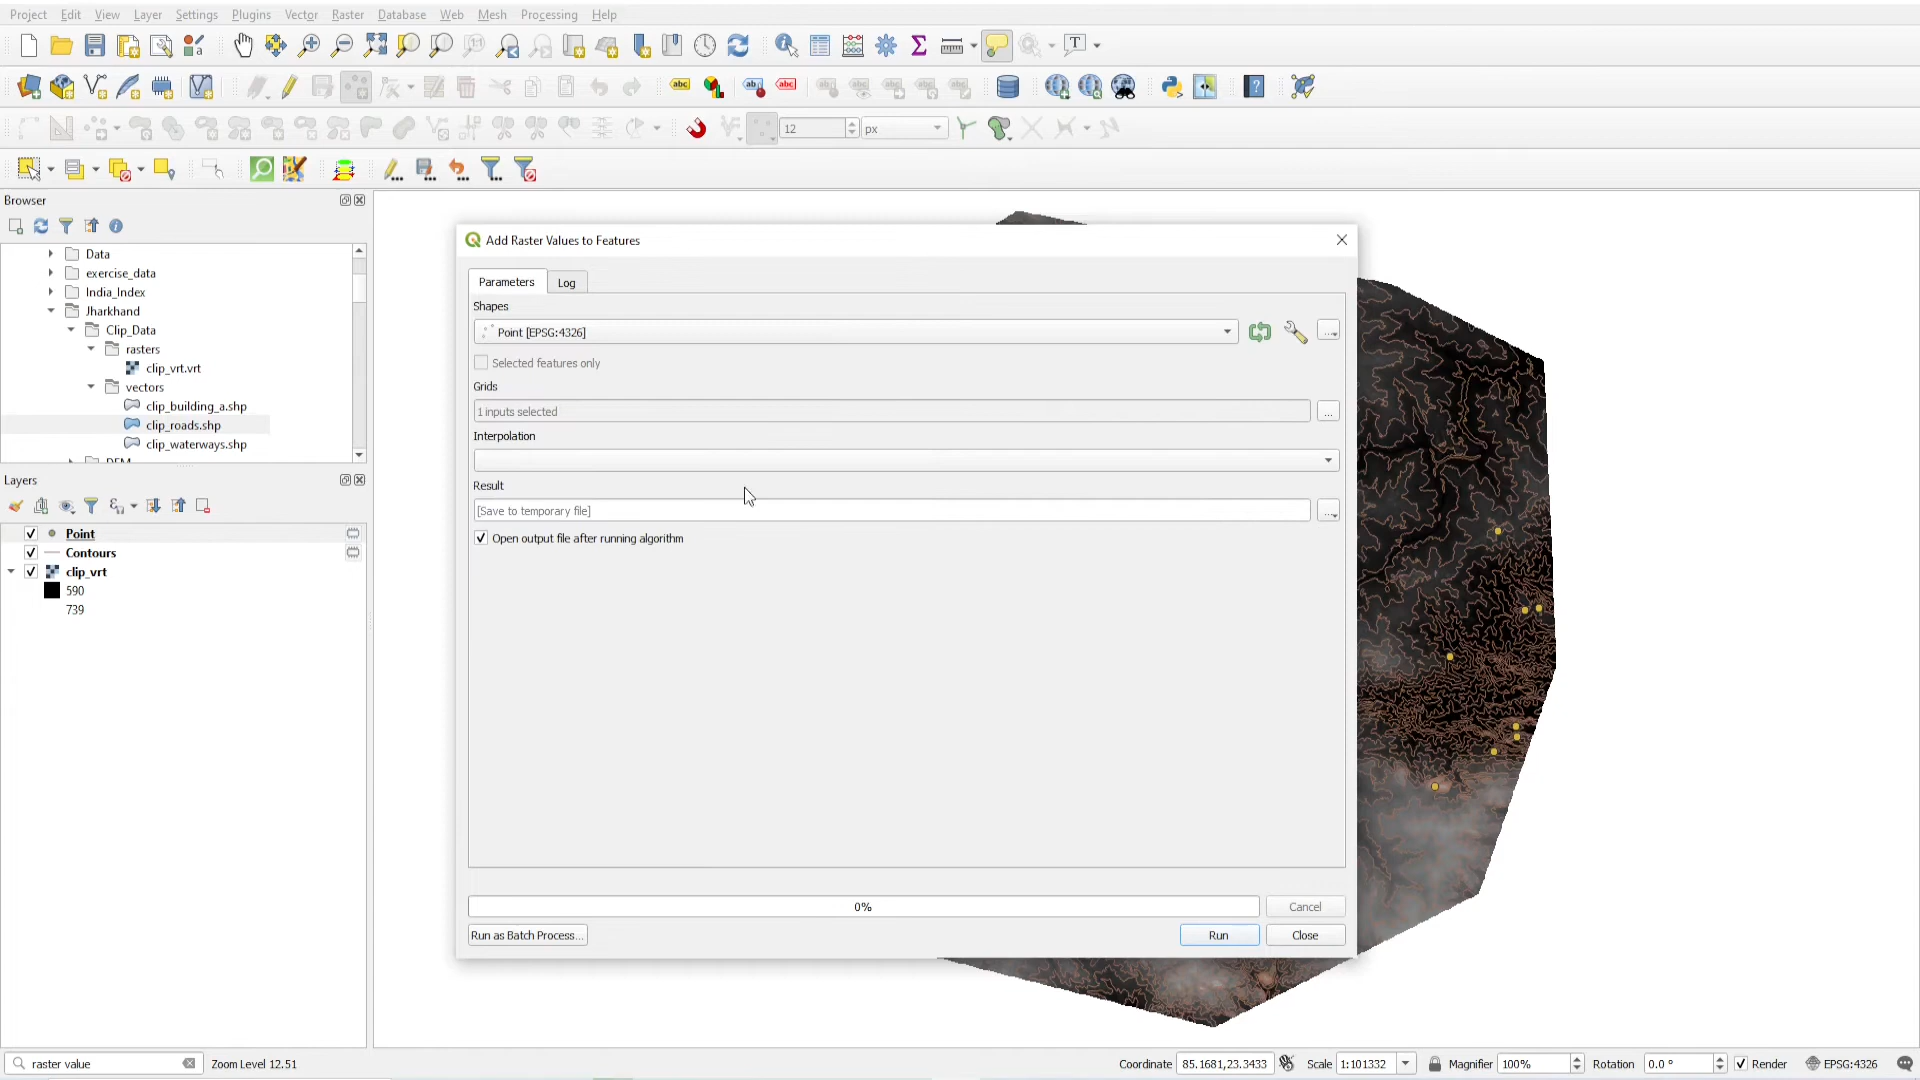 Project Edit View Layer Settings Plugins Vector Raster Database Web Mesh Processing Help
12 px
Browser
Data
exercise_data
India_Index
Jharkhand
Clip_Data
rasters
clip_vrt.vrt
vectors
clip_building_a.shp
clip_roads.shp
clip_waterways.shp
DEM
Layers
Point
Contours
clip_vrt
590
739
Add Raster Values to Features
Parameters Log
Shapes
Point [EPSG:4326]
Selected features only
Grids
1 inputs selected
Interpolation
Result
[Save to temporary file]
Open output file after running algorithm
0%
Cancel
Run as Batch Process...
Run
Close
raster value
Zoom Level 12.51
Coordinate 85.1681,23.3433 Scale 1:101332 Magnifier 100% Rotation 0.0 ° Render EPSG:4326